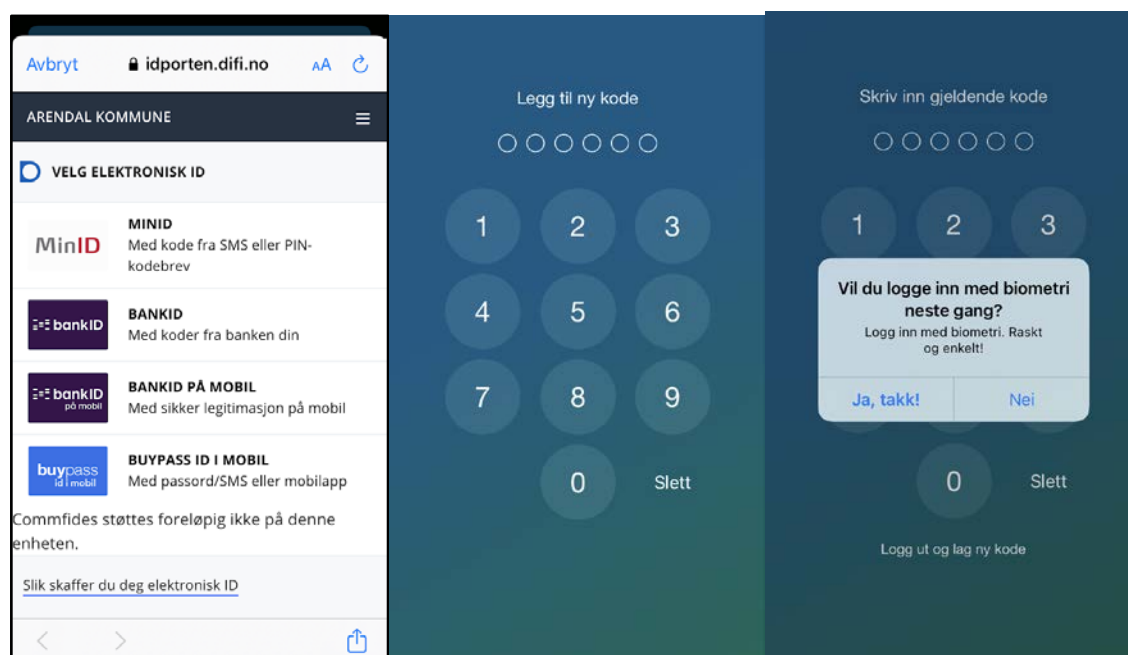 Avbryt
idporten.difi.no
AA
ARENDAL KOMMUNE
VELG ELEKTRONISK ID
MinID
MINID
Med kode fra SMS eller PIN-
kodebrev
bankID
BANKID
Med koder fra banken din
bankID
på mobil
BANKID PÅ MOBIL
Med sikker legitimasjon på mobil
buypass
id i mobil
BUYPASS ID I MOBIL
Med passord/SMS eller mobilapp
Commfides støttes foreløpig ikke på denne
enheten.
Slik skaffer du deg elektronisk ID
Legg til ny kode
1 2 3
4 5 6
7 8 9
0 Slett
Skriv inn gjeldende kode
1 2 3
Vil du logge inn med biometri
neste gang?
Logg inn med biometri. Raskt
og enkelt!
Ja, takk! Nei
0 Slett
Logg ut og lag ny kode